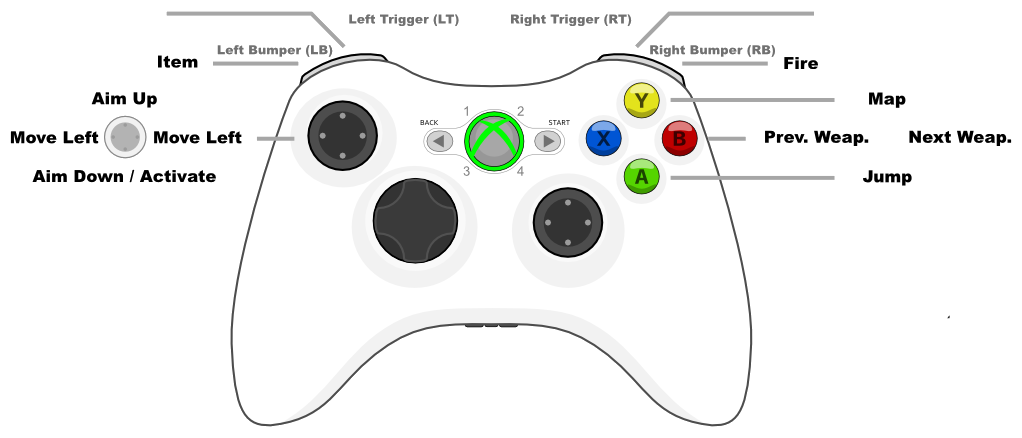 Left Trigger (LT)
Right Trigger (RT)
Left Bumper (LB)
Right Bumper (RB)
Item
Fire
Aim Up
Y
Map
1
2
BACK
START
Move Left
Move Left
X
B
Prev. Weap.
Next Weap.
3
4
Aim Down / Activate
A
Jump